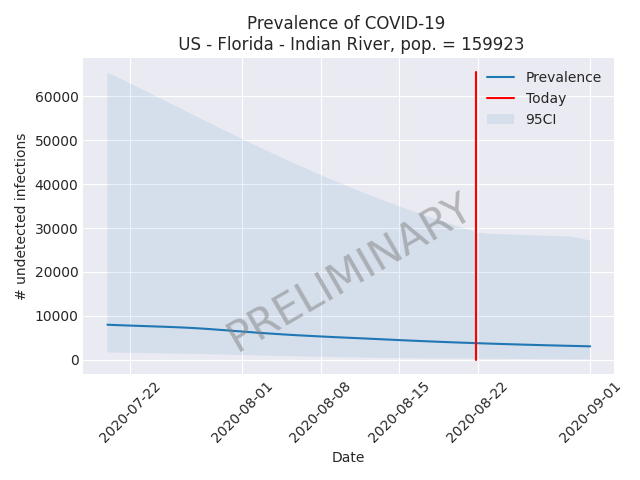 Prevalence of COVID-19
US - Florida - Indian River, pop. = 159923
Prevalence
Today
95CI
60000
50000
40000
30000
20000
10000
0
# undetected infections
PRELIMINARY
2020-07-22
2020-08-01
2020-08-08
2020-08-15
2020-08-22
2020-09-01
Date